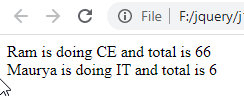 File F:/jquery/j
Ram is doing CE and total is 66
Maurya is doing IT and total is 6